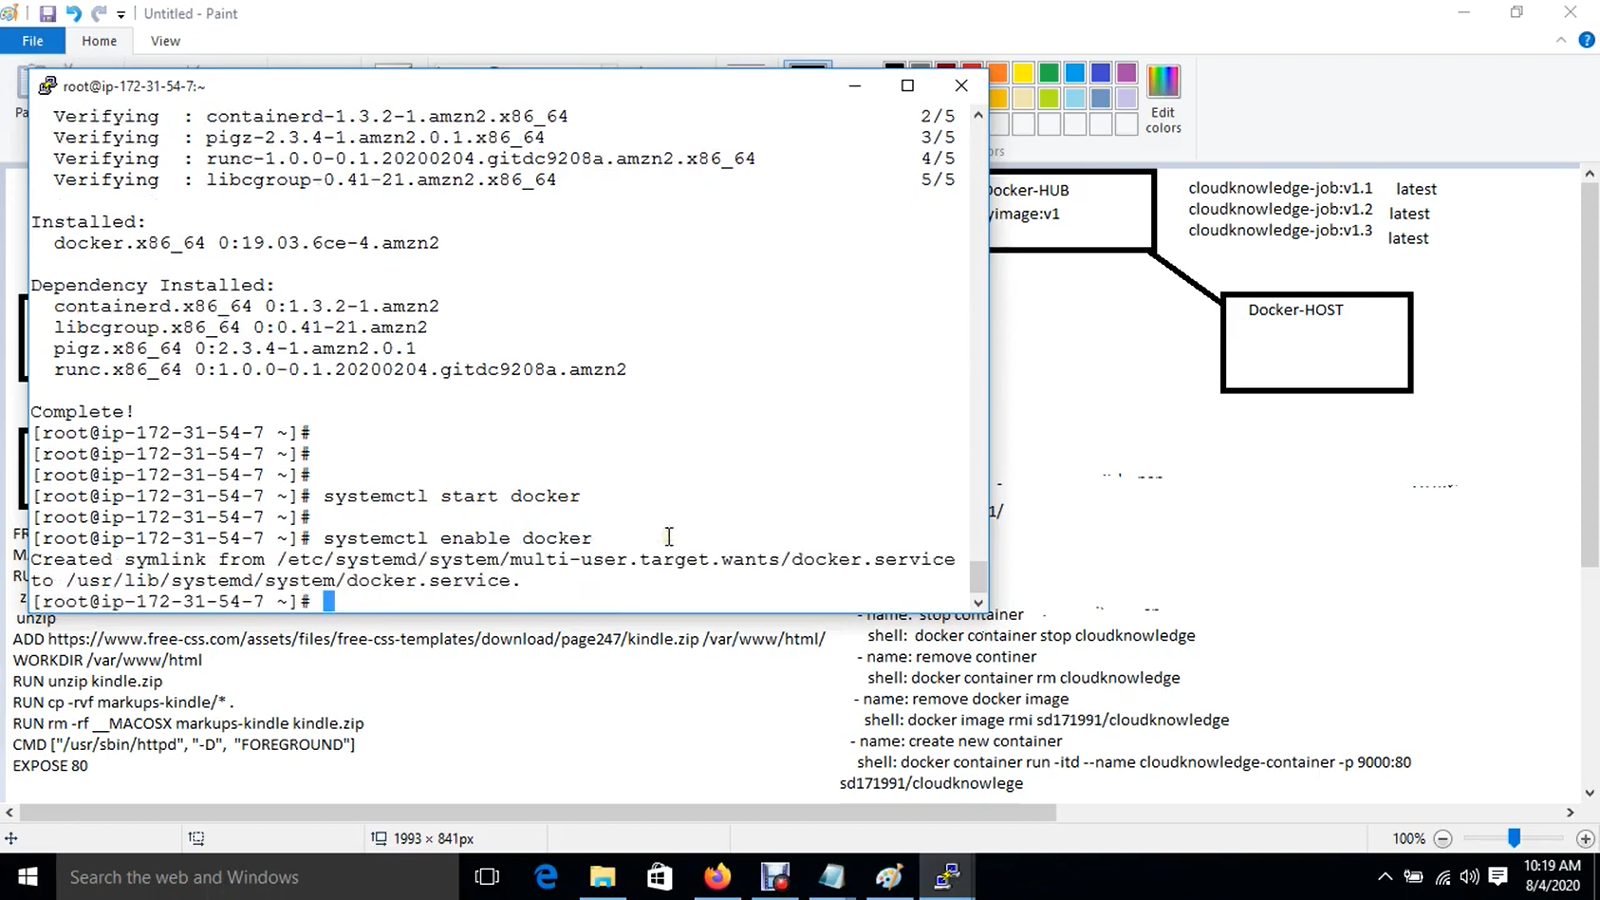 Untitled - Paint
File Home View
root@ip-172-31-54-7:~
Edit colors
Verifying : containerd-1.3.2-1.amzn2.x86_64 2/5
Verifying : pigz-2.3.4-1.amzn2.0.1.x86_64 3/5
Verifying : runc-1.0.0-0.1.20200204.gitdc9208a.amzn2.x86_64 4/5
Verifying : libcgroup-0.41-21.amzn2.x86_64 5/5
Installed:
docker.x86_64 0:19.03.6ce-4.amzn2
Dependency Installed:
containerd.x86_64 0:1.3.2-1.amzn2
libcgroup.x86_64 0:0.41-21.amzn2
pigz.x86_64 0:2.3.4-1.amzn2.0.1
runc.x86_64 0:1.0.0-0.1.20200204.gitdc9208a.amzn2
Complete!
[root@ip-172-31-54-7 ~]#
[root@ip-172-31-54-7 ~]#
[root@ip-172-31-54-7 ~]#
[root@ip-172-31-54-7 ~]# systemctl start docker
[root@ip-172-31-54-7 ~]#
[root@ip-172-31-54-7 ~]# systemctl enable docker
Created symlink from /etc/systemd/system/multi-user.target.wants/docker.service
to /usr/lib/systemd/system/docker.service.
[root@ip-172-31-54-7 ~]#
Docker-HUB
yimage:v1
cloudknowledge-job:v1.1 latest
cloudknowledge-job:v1.2 latest
cloudknowledge-job:v1.3 latest
Docker-HOST
1/
unzip
ADD https://www.free-css.com/assets/files/free-css-templates/download/page247/kindle.zip /var/www/html/
WORKDIR /var/www/html
RUN unzip kindle.zip
RUN cp -rvf markups-kindle/* .
RUN rm -rf __MACOSX markups-kindle kindle.zip
CMD ["/usr/sbin/httpd", "-D", "FOREGROUND"]
EXPOSE 80
- name: stop container
shell: docker container stop cloudknowledge
- name: remove continer
shell: docker container rm cloudknowledge
- name: remove docker image
shell: docker image rmi sd171991/cloudknowledge
- name: create new container
shell: docker container run -itd --name cloudknowledge-container -p 9000:80
sd171991/cloudknowlege
1993 × 841px
100%
Search the web and Windows
10:19 AM
8/4/2020